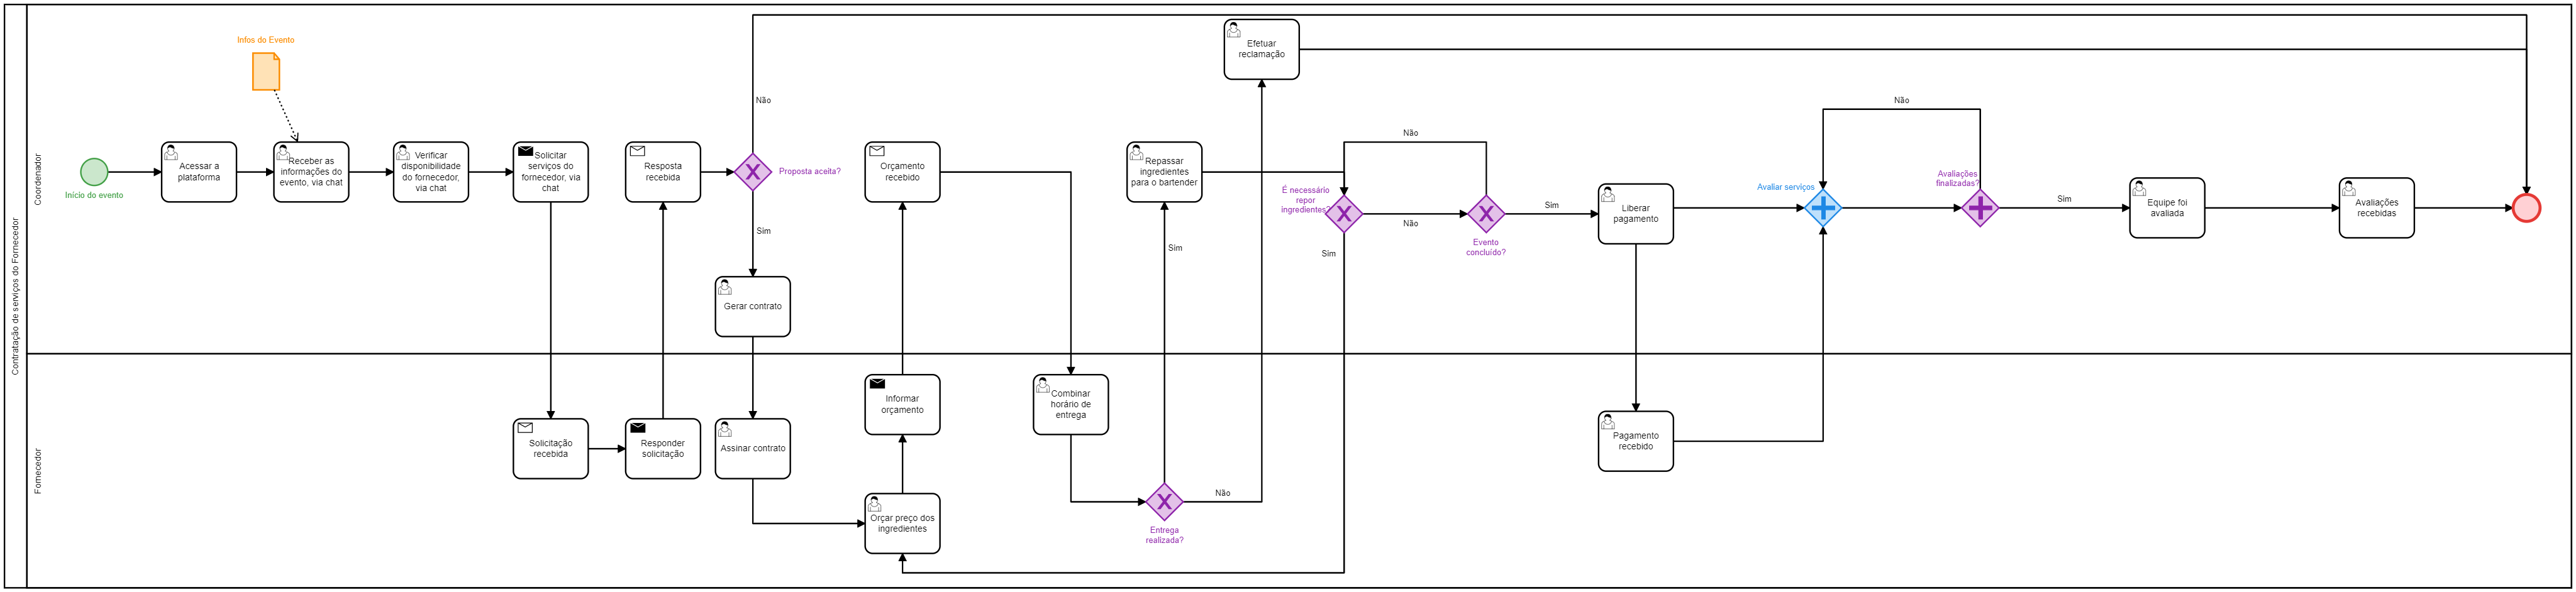 Contratação de serviços do Fornecedor
Coordenador
Início do evento
Infos do Evento
Acessar a
plataforma
Receber as
informações do
evento, via chat
Verificar
disponibilidade
do fornecedor,
via chat
Solicitar
serviços do
fornecedor, via
chat
Resposta
recebida
Proposta aceita?
Não
Sim
Gerar contrato
Orçamento
recebido
Repassar
ingredientes
para o bartender
Sim
Efetuar
reclamação
É necessário
repor
ingredientes?
Não
Não
Sim
Evento
concluído?
Sim
Liberar
pagamento
Avaliar serviços
Não
Avaliações
finalizadas?
Sim
Equipe foi
avaliada
Avaliações
recebidas
Fornecedor
Solicitação
recebida
Responder
solicitação
Assinar contrato
Informar
orçamento
Orçar preço dos
ingredientes
Combinar
horário de
entrega
Não
Entrega
realizada?
Pagamento
recebido